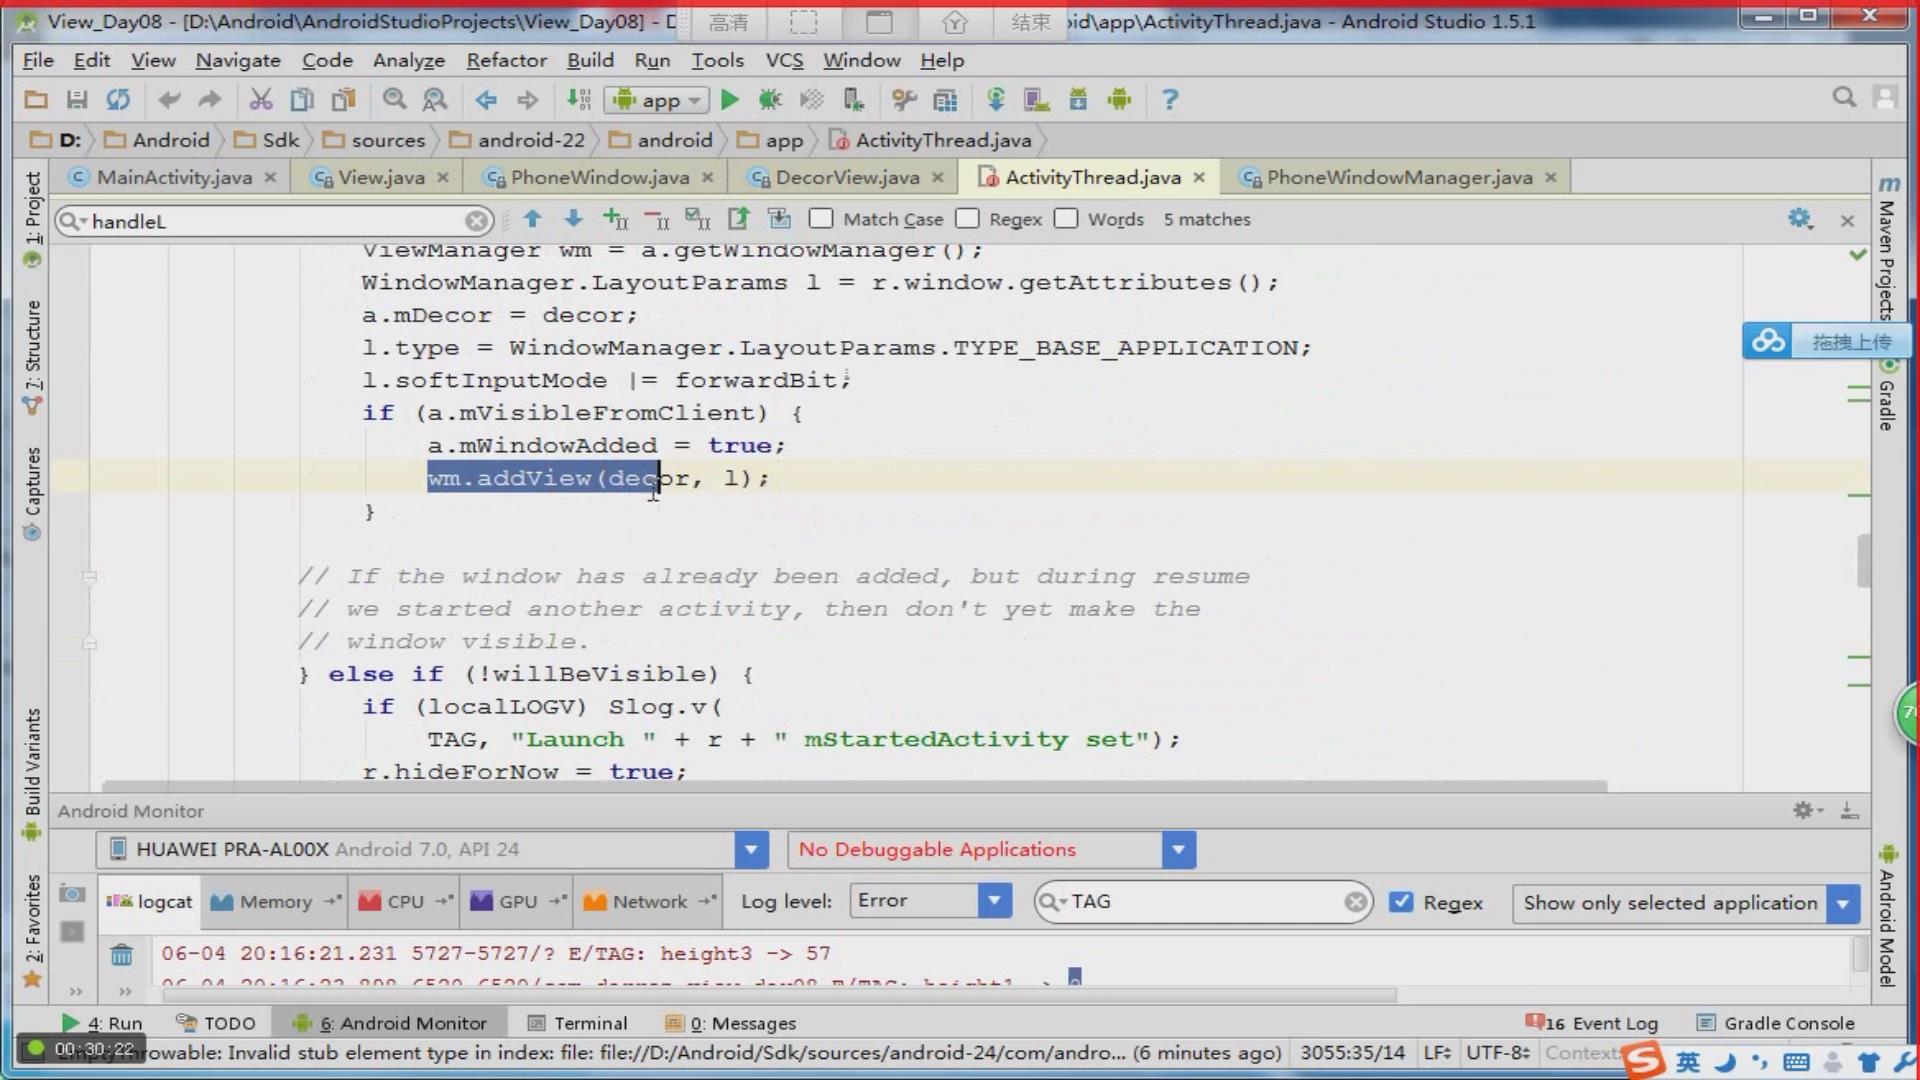 View_Day08 - [D:\Android\AndroidStudioProjects\View_Day08] - 高清 结束 id\app\ActivityThread.java - Android Studio 1.5.1
File Edit View Navigate Code Analyze Refactor Build Run Tools VCS Window Help
app
D: Android Sdk sources android-22 android app ActivityThread.java
MainActivity.java View.java PhoneWindow.java DecorView.java ActivityThread.java PhoneWindowManager.java
handleL Match Case Regex Words 5 matches
ViewManager wm = a.getWindowManager();
WindowManager.LayoutParams l = r.window.getAttributes();
a.mDecor = decor;
l.type = WindowManager.LayoutParams.TYPE_BASE_APPLICATION;
l.softInputMode |= forwardBit;
if (a.mVisibleFromClient) {
a.mWindowAdded = true;
wm.addView(decor, l);
}
// If the window has already been added, but during resume
// we started another activity, then don't yet make the
// window visible.
} else if (!willBeVisible) {
if (localLOGV) Slog.v(
TAG, "Launch " + r + " mStartedActivity set");
r.hideForNow = true;
1: Project
7: Structure
Captures
Build Variants
2: Favorites
Maven Projects
拖拽上传
Gradle
Android Model
Android Monitor
HUAWEI PRA-AL00X Android 7.0, API 24 No Debuggable Applications
logcat Memory CPU GPU Network Log level: Error TAG Regex Show only selected application
06-04 20:16:21.231 5727-5727/? E/TAG: height3 -> 57
4: Run TODO 6: Android Monitor Terminal 0: Messages 16 Event Log Gradle Console
00:30:22 hrowable: Invalid stub element type in index: file: file://D:/Android/Sdk/sources/android-24/com/andro... (6 minutes ago) 3055:35/14 LF UTF-8 英